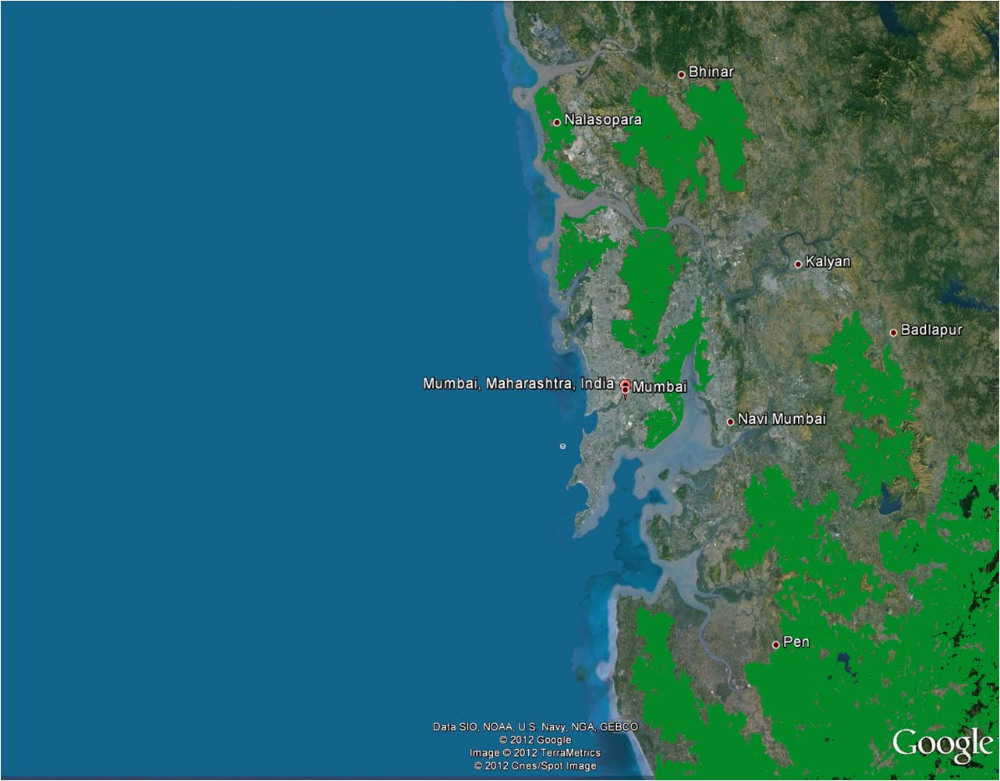 Bhinar
Nalasopara
Kalyan
Badlapur
Mumbai, Maharashtra, India
Mumbai
Navi Mumbai
Pen
Data SIO, NOAA, U.S. Navy, NGA, GEBCO
© 2012 Google
Image © 2012 TerraMetrics
© 2012 Cnes/Spot Image
Google